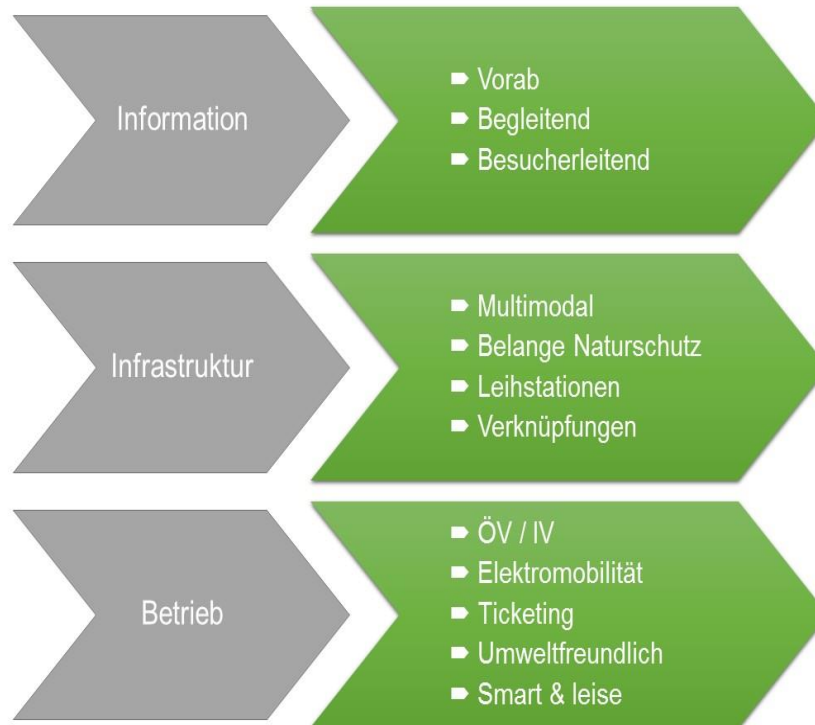 Information
Vorab
Begleitend
Besucherleitend
Infrastruktur
Multimodal
Belange Naturschutz
Leihstationen
Verknüpfungen
Betrieb
ÖV / IV
Elektromobilität
Ticketing
Umweltfreundlich
Smart & leise